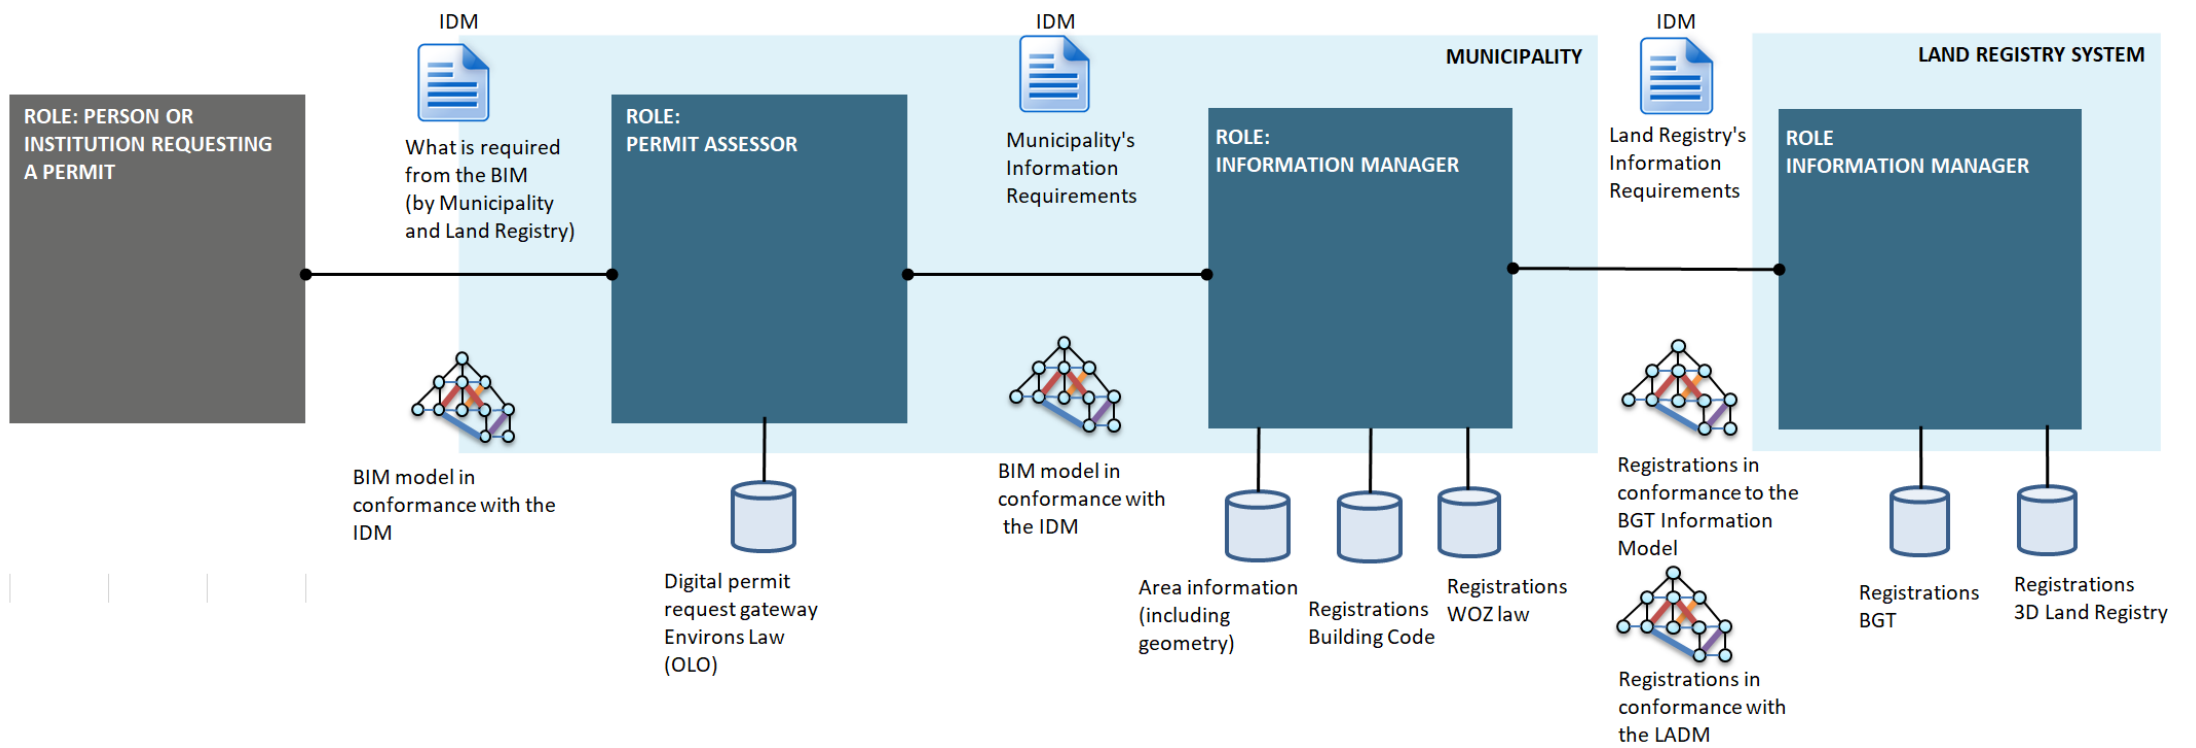 IDM
IDM
IDM
MUNICIPALITY
LAND REGISTRY SYSTEM
ROLE: PERSON OR
INSTITUTION REQUESTING
A PERMIT
What is required
from the BIM
(by Municipality
and Land Registry)
ROLE:
PERMIT ASSESSOR
Municipality's
Information
Requirements
ROLE:
INFORMATION MANAGER
Land Registry's
Information
Requirements
ROLE
INFORMATION MANAGER
BIM model in
conformance with the
IDM
Digital permit
request gateway
Environs Law
(OLO)
BIM model in
conformance with
the IDM
Area information
(including
geometry)
Registrations
Building Code
Registrations
WOZ law
Registrations in
conformance to the
BGT Information
Model
Registrations in
conformance with
the LADM
Registrations
BGT
Registrations
3D Land Registry